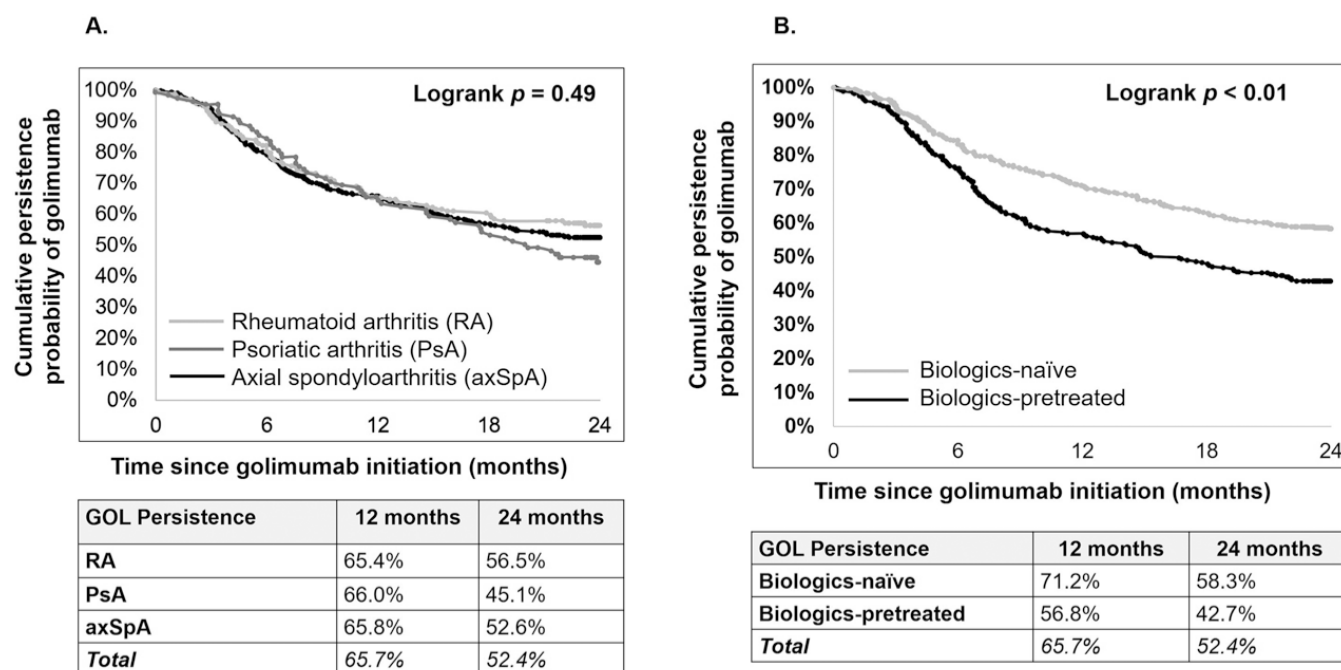 A.
Logrank p = 0.49
Cumulative persistence
probability of golimumab
100%
90%
80%
70%
60%
50%
40%
30%
20%
10%
0%
Rheumatoid arthritis (RA)
Psoriatic arthritis (PsA)
Axial spondyloarthritis (axSpA)
0 6 12 18 24
Time since golimumab initiation (months)
GOL Persistence 12 months 24 months
RA 65.4% 56.5%
PsA 66.0% 45.1%
axSpA 65.8% 52.6%
Total 65.7% 52.4%
B.
Logrank p < 0.01
Cumulative persistence
probability of golimumab
100%
90%
80%
70%
60%
50%
40%
30%
20%
10%
0%
Biologics-naïve
Biologics-pretreated
0 6 12 18 24
Time since golimumab initiation (months)
GOL Persistence 12 months 24 months
Biologics-naïve 71.2% 58.3%
Biologics-pretreated 56.8% 42.7%
Total 65.7% 52.4%